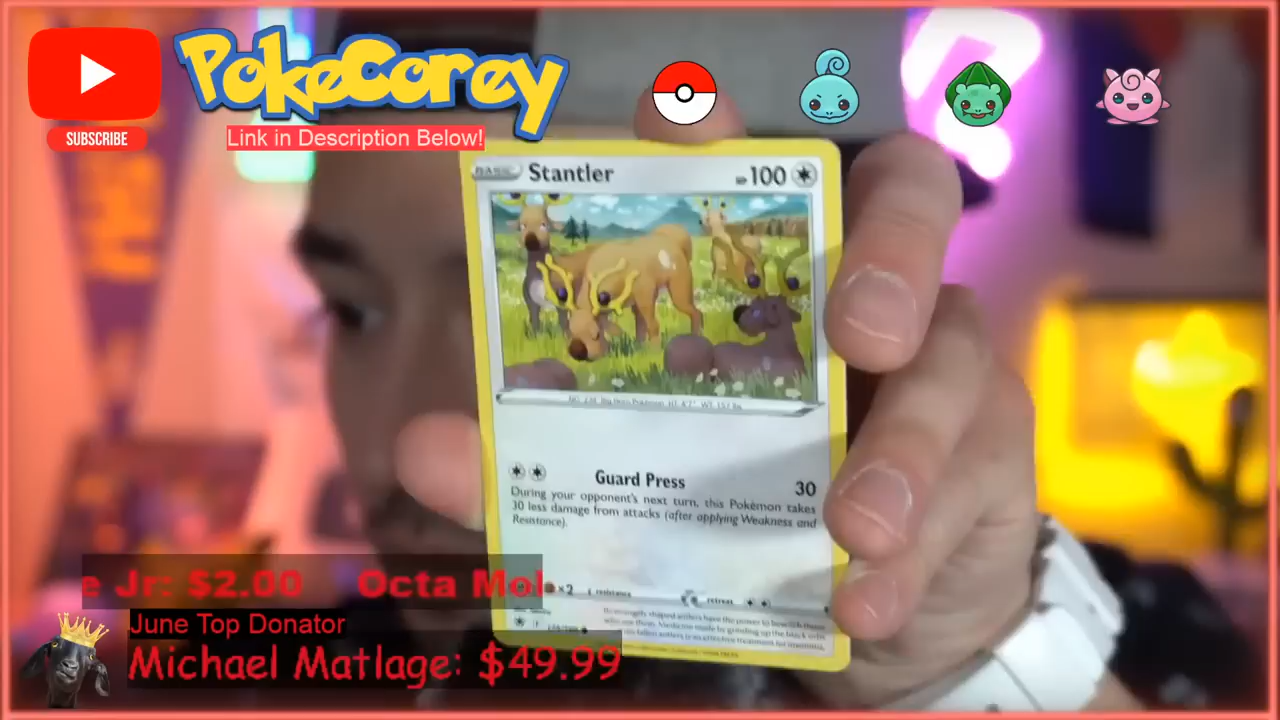 PokeCorey
SUBSCRIBE
Link in Description Below!
BASIC Stantler 100
Guard Press 30
During your opponent's next turn, this Pokémon takes
30 less damage from attacks (after applying Weakness and
Resistance).
×2 resistance retreat
e Jr: $2.00 Octa Mol
June Top Donator
Michael Matlage: $49.99